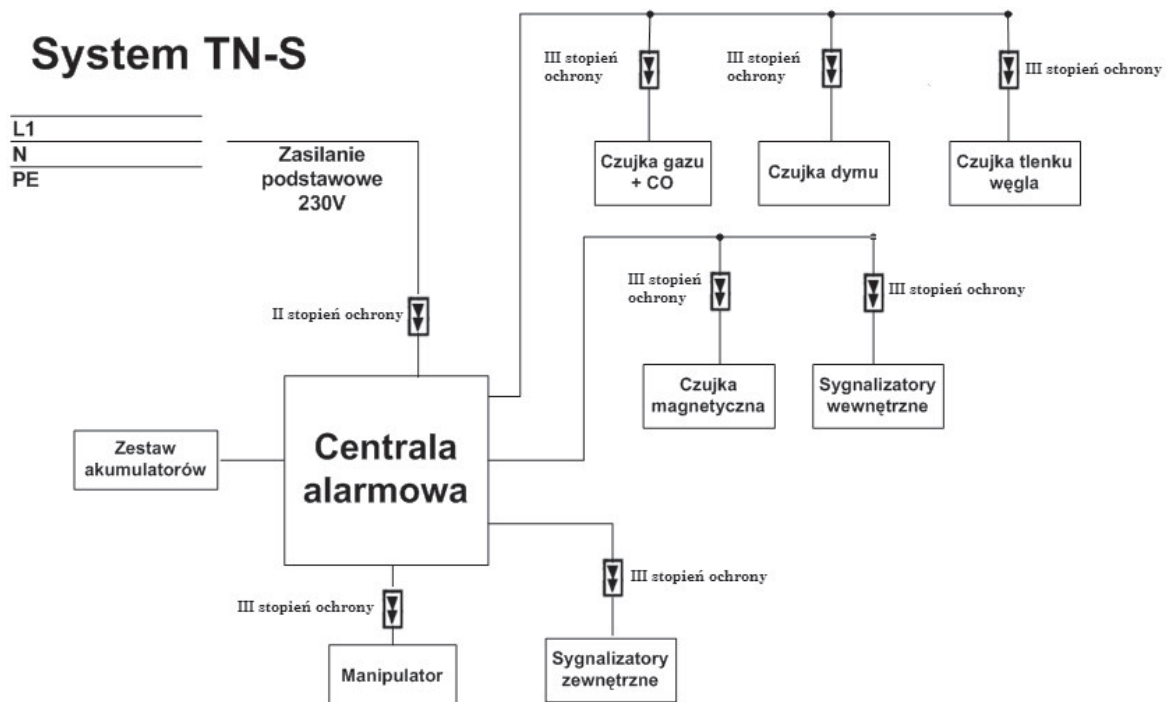 System TN-S
L1
N
PE
Zasilanie
podstawowe
230V
III stopień
ochrony
III stopień
ochrony
III stopień ochrony
Czujka gazu
+ CO
Czujka dymu
Czujka tlenku
węgla
III stopień
ochrony
III stopień ochrony
II stopień ochrony
Czujka
magnetyczna
Sygnalizatory
wewnętrzne
Zestaw
akumulatorów
Centrala
alarmowa
III stopień ochrony
III stopień ochrony
Manipulator
Sygnalizatory
zewnętrzne